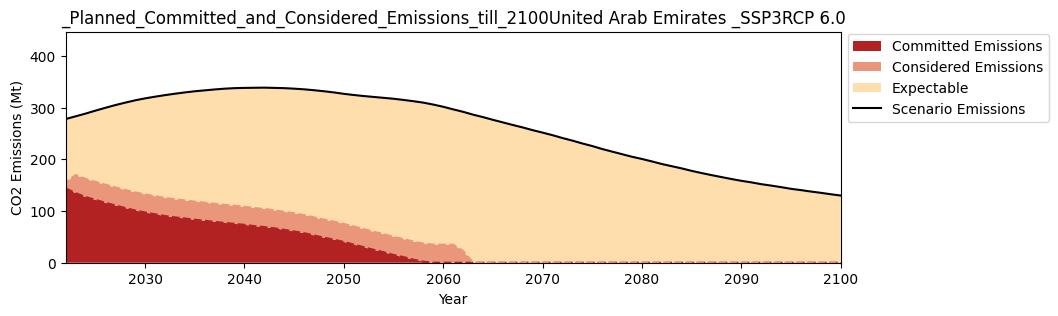 _Planned_Committed_and_Considered_Emissions_till_2100United Arab Emirates _SSP3RCP 6.0
400
300
200
100
0
CO2 Emissions (Mt)
2030 2040 2050 2060 2070 2080 2090 2100
Year
Committed Emissions
Considered Emissions
Expectable
Scenario Emissions